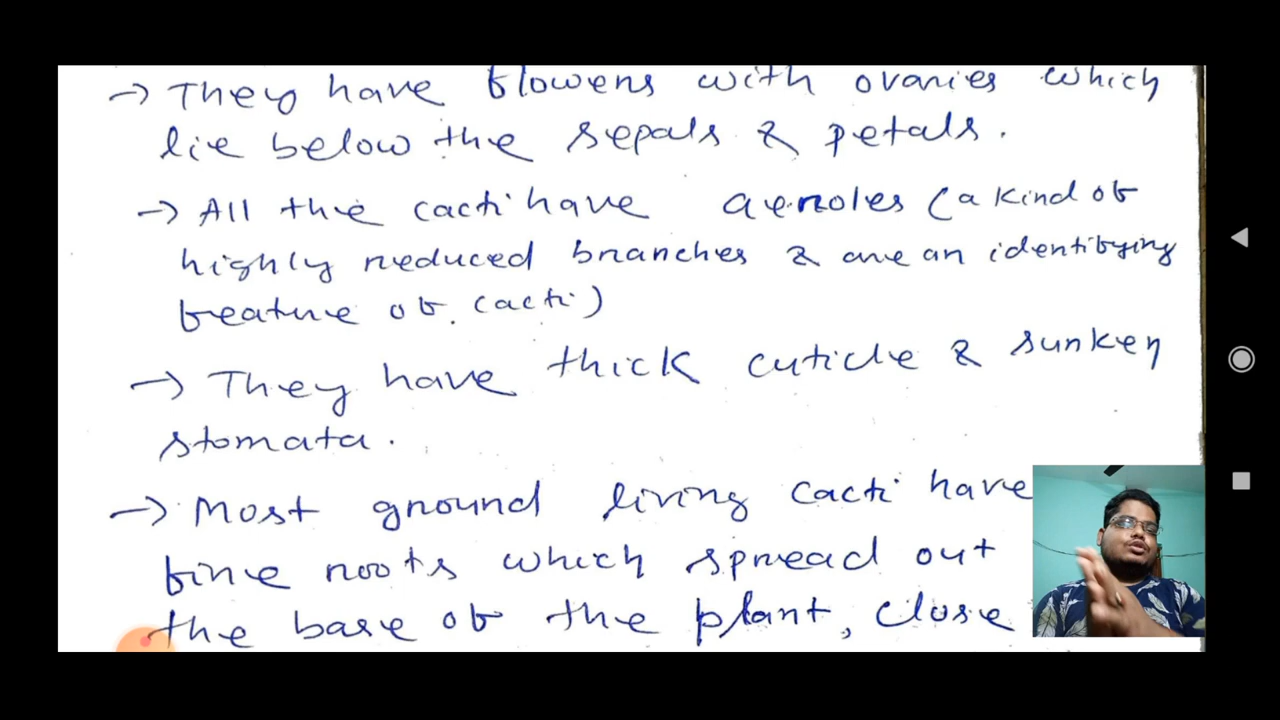 → They have flowers with ovaries which
lie below the sepals & petals.
→ All the cacti have aeroles (a kind of
highly reduced branches & are an identifying
feature of cacti)
→ They have thick cuticle & sunken
stomata.
→ Most ground living cacti have
fine roots which spread out
the base of the plant, close